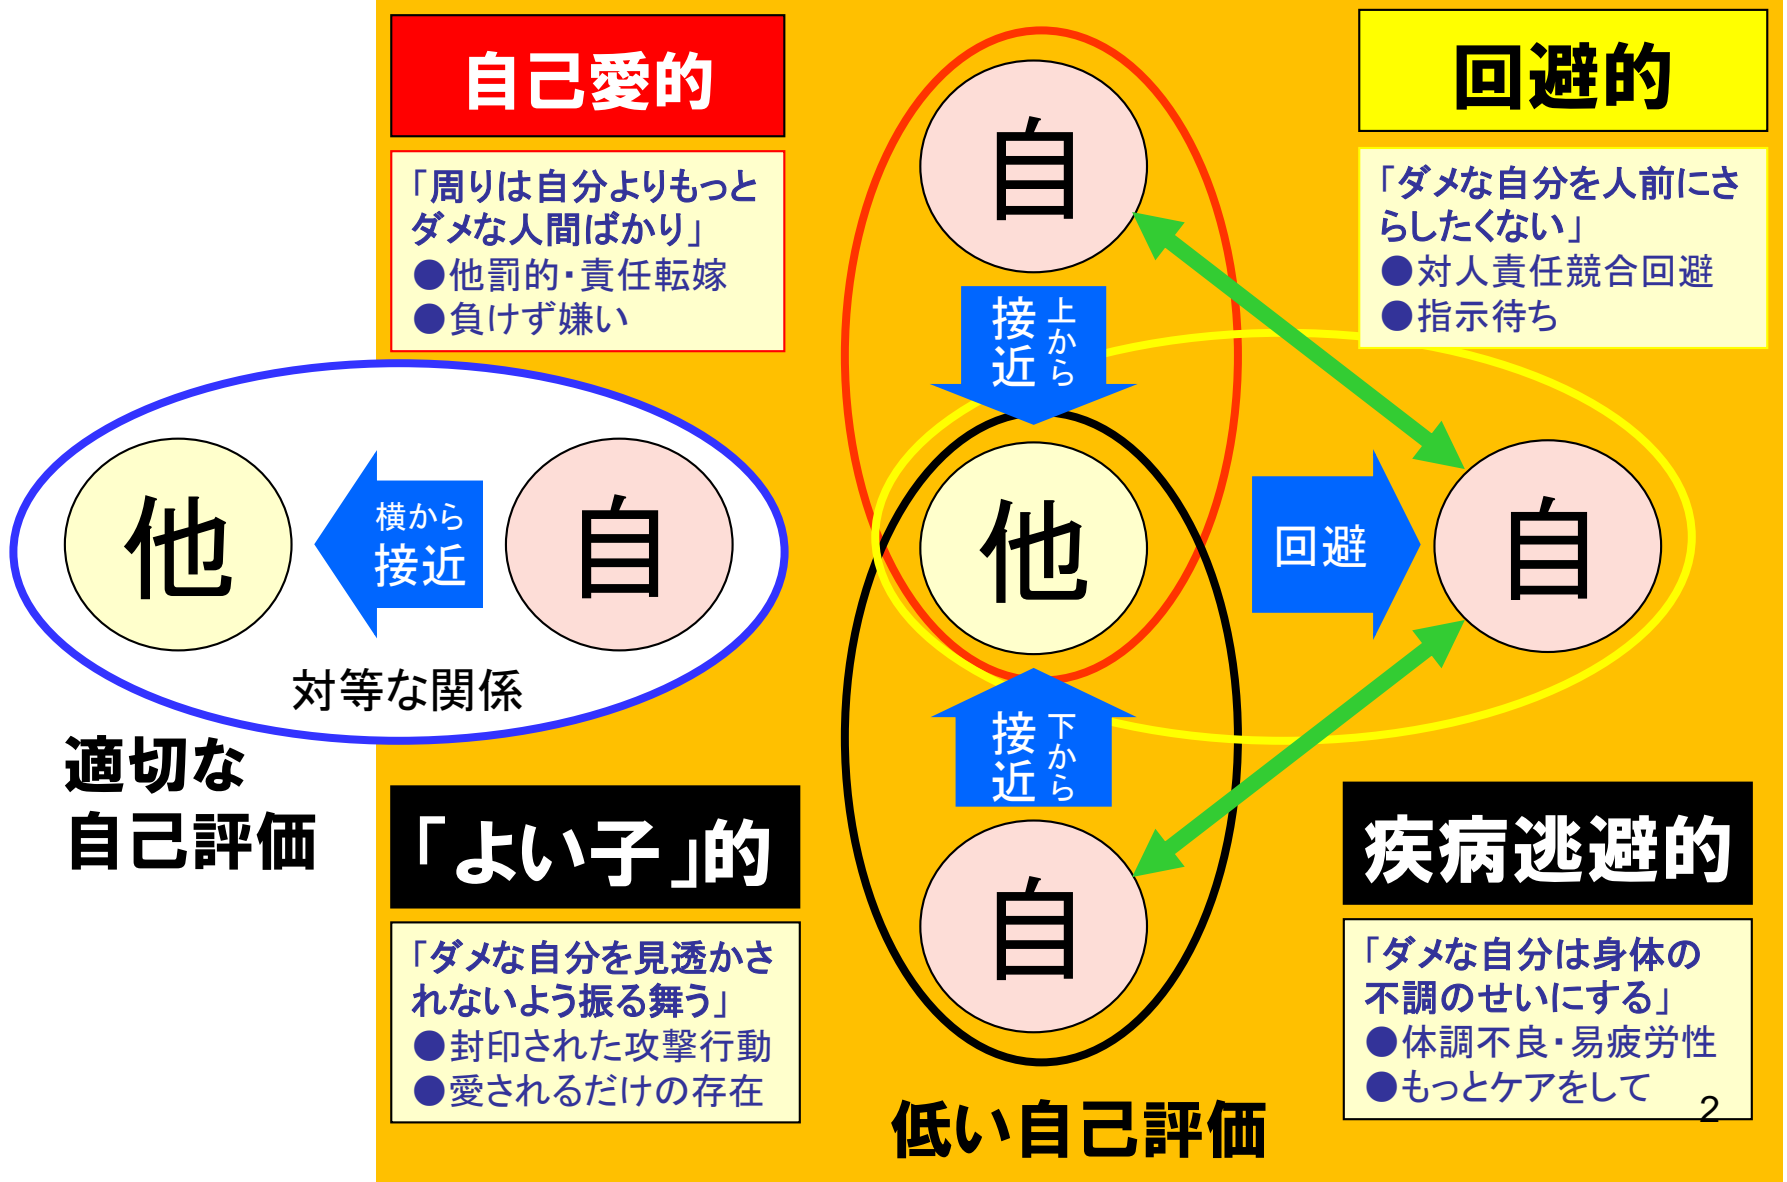 自己愛的
「周りは自分よりもっと
ダメな人間ばかり」
●他罰的・責任転嫁
●負けず嫌い
自
上から
接近
回避的
「ダメな自分を人前にさ
らしたくない」
●対人責任競合回避
●指示待ち
他
横から
接近
自
対等な関係
適切な
自己評価
他
回避
自
下から
接近
自
「よい子」的
「ダメな自分を見透かさ
れないよう振る舞う」
●封印された攻撃行動
●愛されるだけの存在
低い自己評価
疾病逃避的
「ダメな自分は身体の
不調のせいにする」
●体調不良・易疲労性
●もっとケアをして
2